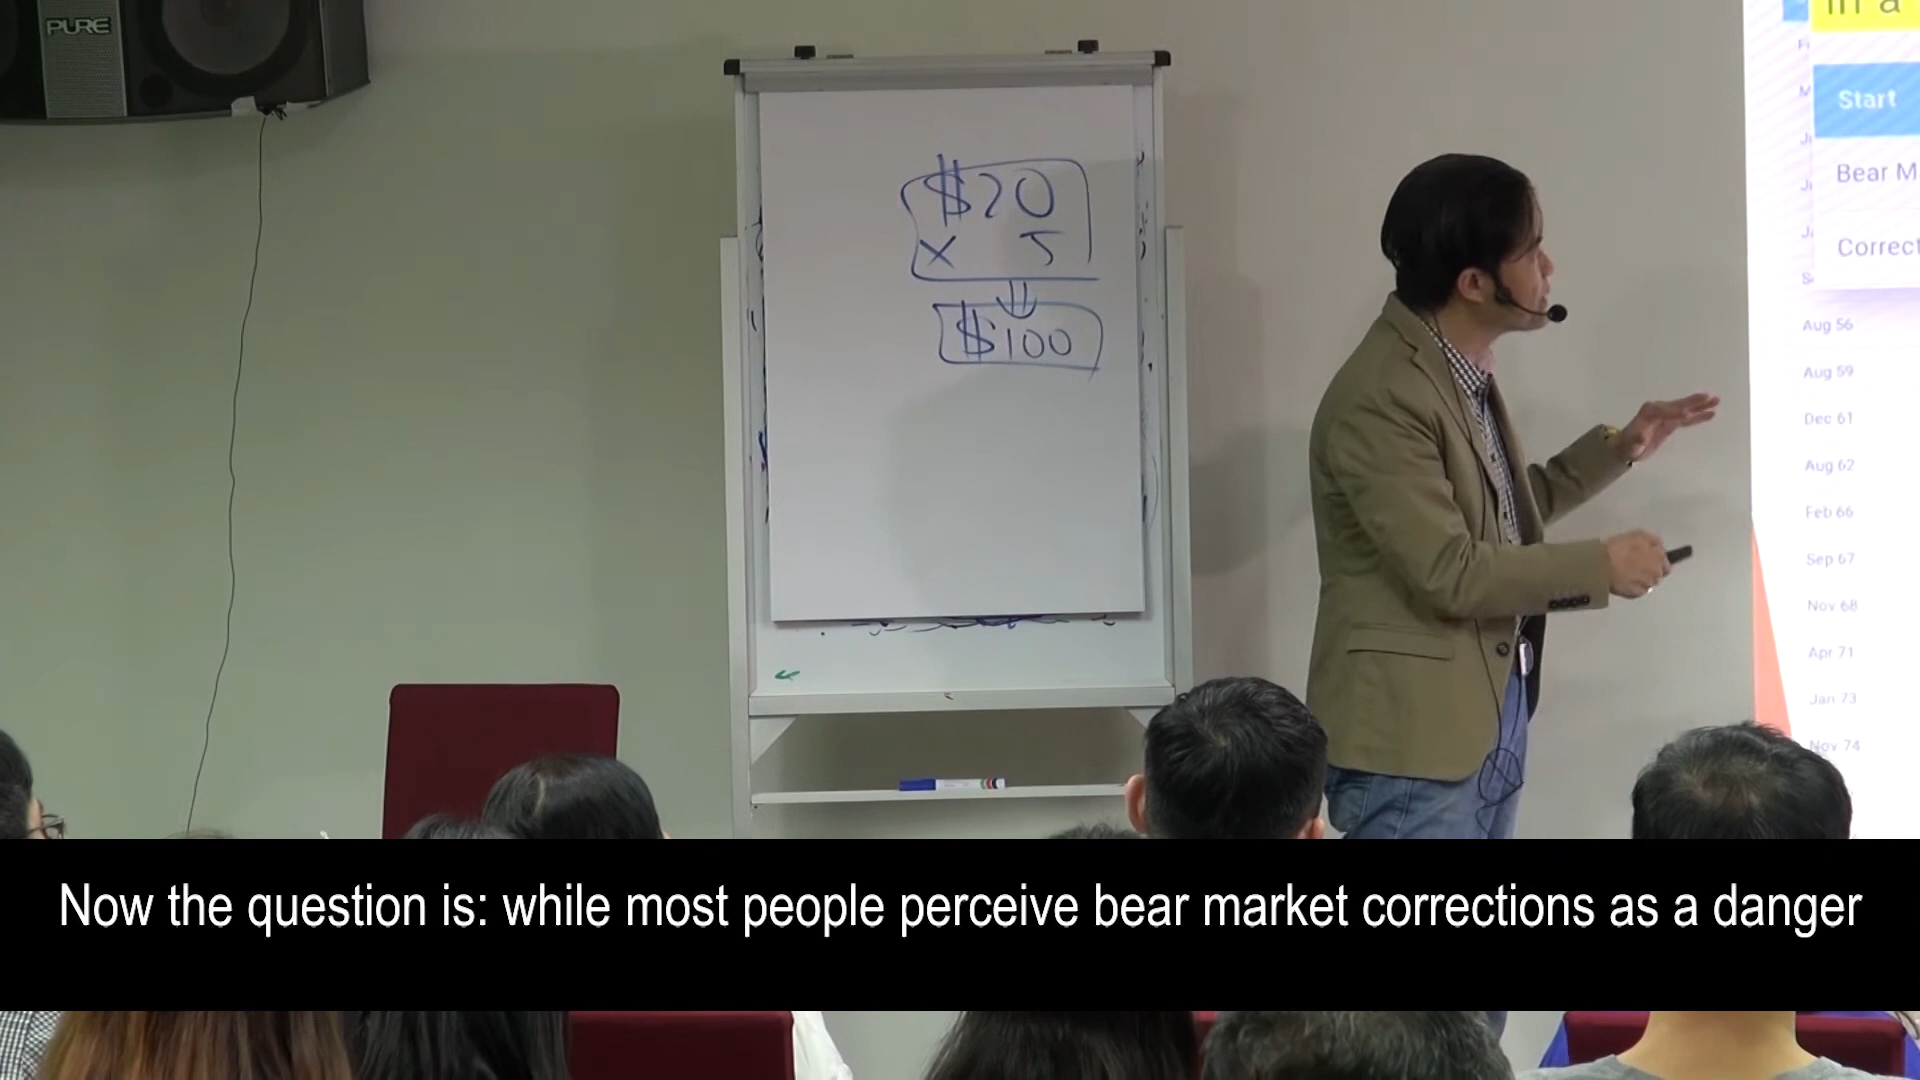 PURE
$20
x 5
$100
in a
Start
Bear M
Correct
Aug 56
Aug 59
Dec 61
Aug 62
Feb 66
Sep 67
Nov 68
Apr 71
Jan 73
Nov 74
Now the question is: while most people perceive bear market corrections as a danger